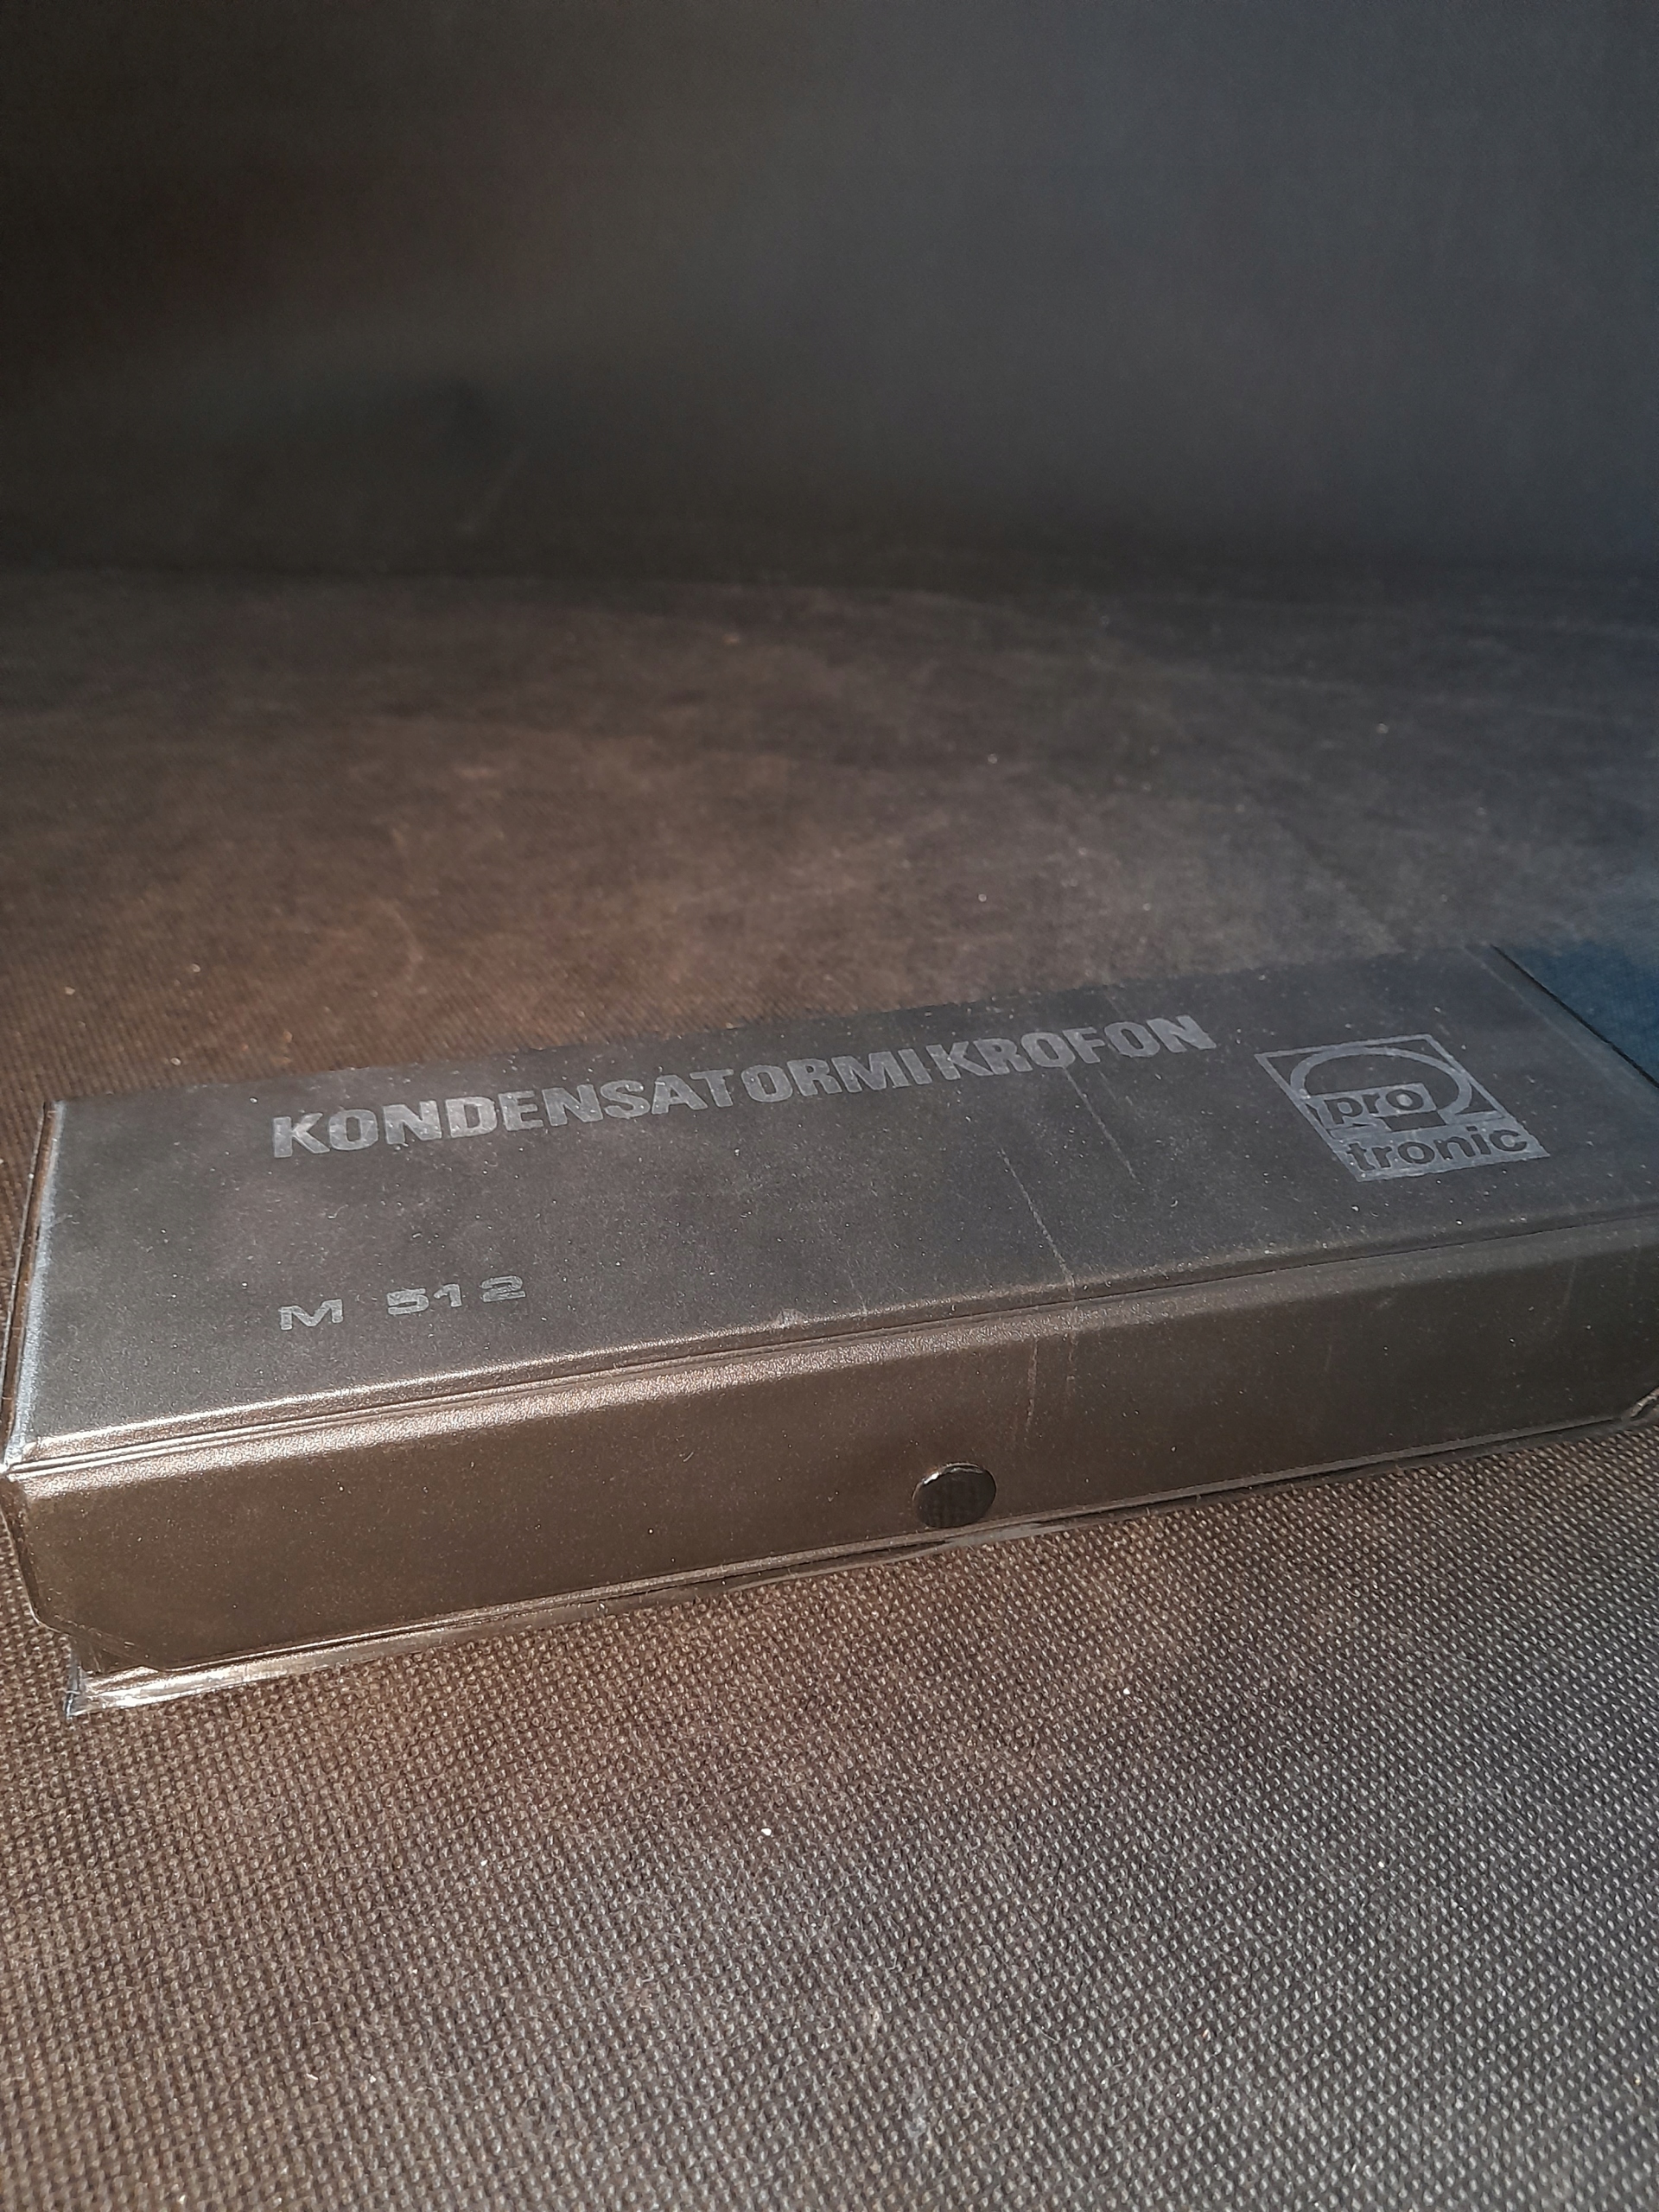 KONDENSATORMIKROFON
pro
tronic
M 512